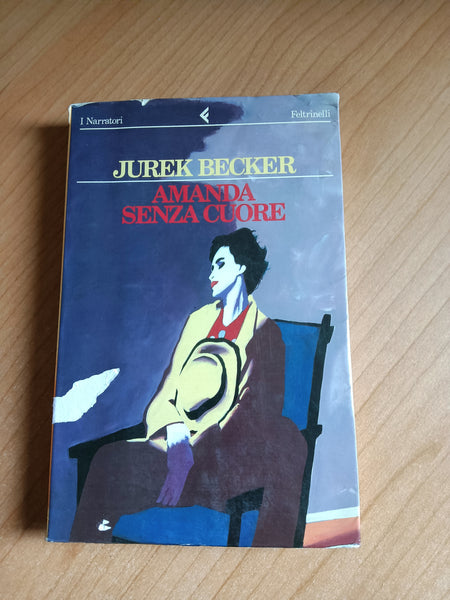 I Narratori
Feltrinelli
JUREK BECKER
AMANDA
SENZA CUORE